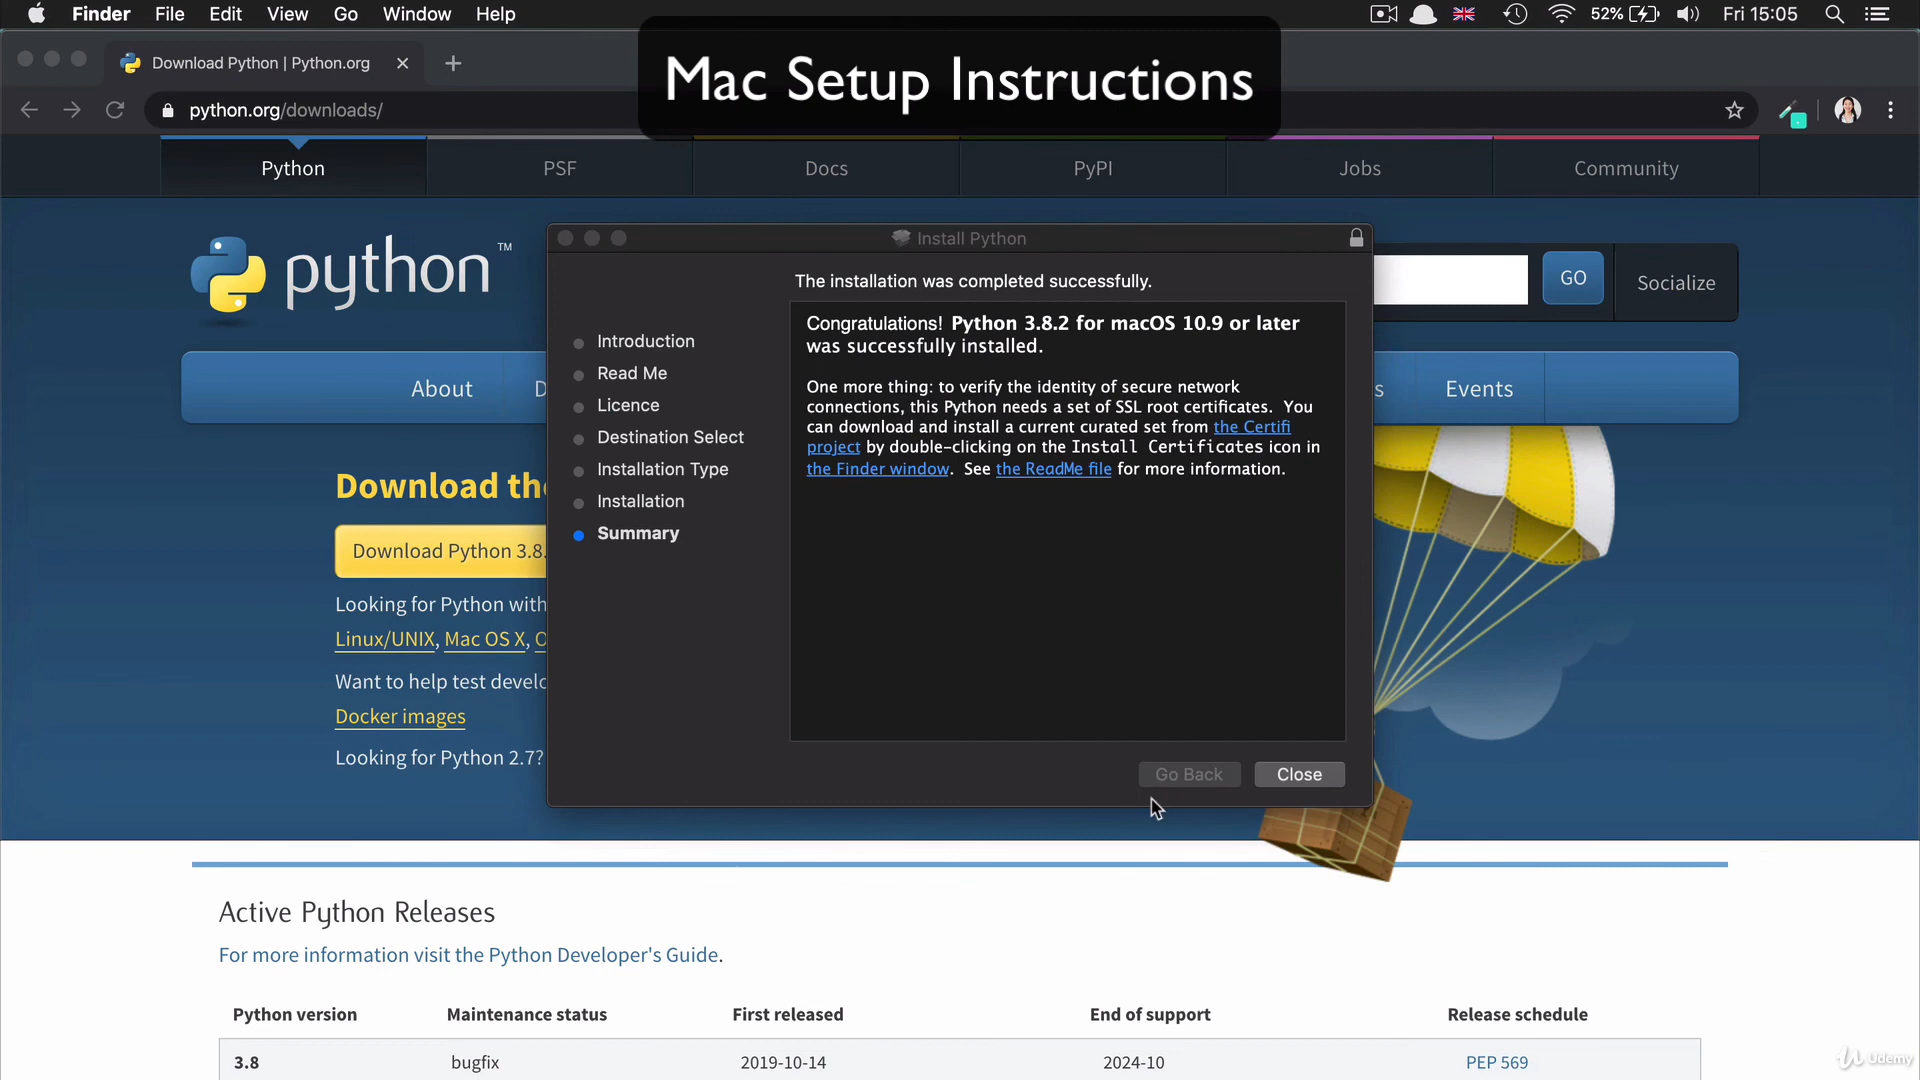 Finder File Edit View Go Window Help 52% Fri 15:05
Mac Setup Instructions
Download Python | Python.org
python.org/downloads/
Python PSF Docs PyPI Jobs Community
python™
GO Socialize
Install Python
The installation was completed successfully.
Introduction
Read Me
Licence
Destination Select
Installation Type
Installation
Summary
Congratulations! Python 3.8.2 for macOS 10.9 or later
was successfully installed.
One more thing: to verify the identity of secure network
connections, this Python needs a set of SSL root certificates. You
can download and install a current curated set from the Certifi
project by double-clicking on the Install Certificates icon in
the Finder window. See the ReadMe file for more information.
Go Back Close
About D s Events
Download the
Download Python 3.8.
Looking for Python with
Linux/UNIX, Mac OS X, O
Want to help test develo
Docker images
Looking for Python 2.7?
Active Python Releases
For more information visit the Python Developer's Guide.
Python version Maintenance status First released End of support Release schedule
3.8 bugfix 2019-10-14 2024-10 PEP 569
Udemy